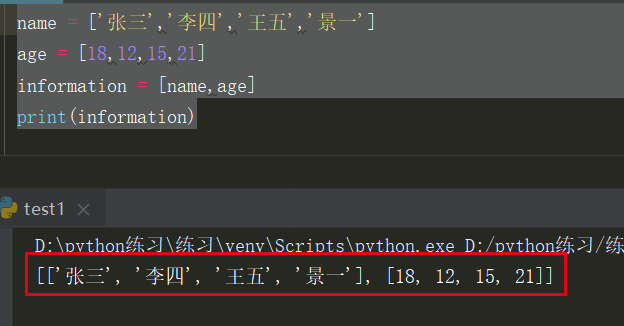 name = ['张三','李四','王五','景一']
age = [18,12,15,21]
information = [name,age]
print(information)
test1
D:\python练习\练习\venv\Scripts\python.exe D:/python练习/练
[['张三', '李四', '王五', '景一'], [18, 12, 15, 21]]